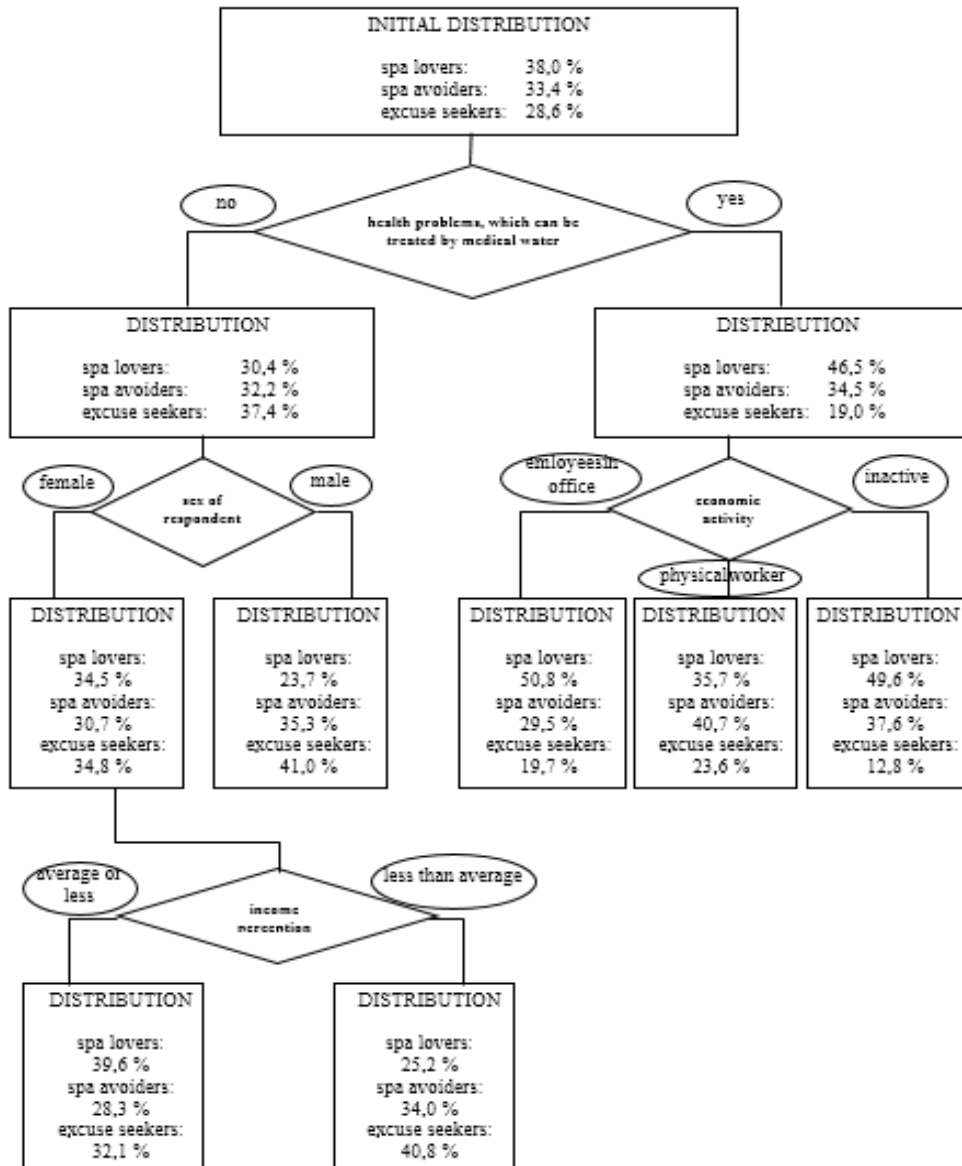 INITIAL DISTRIBUTION
spa lovers: 38,0 %
spa avoiders: 33,4 %
excuse seekers: 28,6 %
no
yes
health problems, which can be
treated by medical water
DISTRIBUTION
spa lovers: 30,4 %
spa avoiders: 32,2 %
excuse seekers: 37,4 %
DISTRIBUTION
spa lovers: 46,5 %
spa avoiders: 34,5 %
excuse seekers: 19,0 %
female
male
sex of
respondent
emloyeesin
office
inactive
economic
activity
physical worker
DISTRIBUTION
spa lovers:
34,5 %
spa avoiders:
30,7 %
excuse seekers:
34,8 %
DISTRIBUTION
spa lovers:
23,7 %
spa avoiders:
35,3 %
excuse seekers:
41,0 %
DISTRIBUTION
spa lovers:
50,8 %
spa avoiders:
29,5 %
excuse seekers:
19,7 %
DISTRIBUTION
spa lovers:
35,7 %
spa avoiders:
40,7 %
excuse seekers:
23,6 %
DISTRIBUTION
spa lovers:
49,6 %
spa avoiders:
37,6 %
excuse seekers:
12,8 %
average or
less
less than average
income
DISTRIBUTION
spa lovers:
39,6 %
spa avoiders:
28,3 %
excuse seekers:
32,1 %
DISTRIBUTION
spa lovers:
25,2 %
spa avoiders:
34,0 %
excuse seekers:
40,8 %